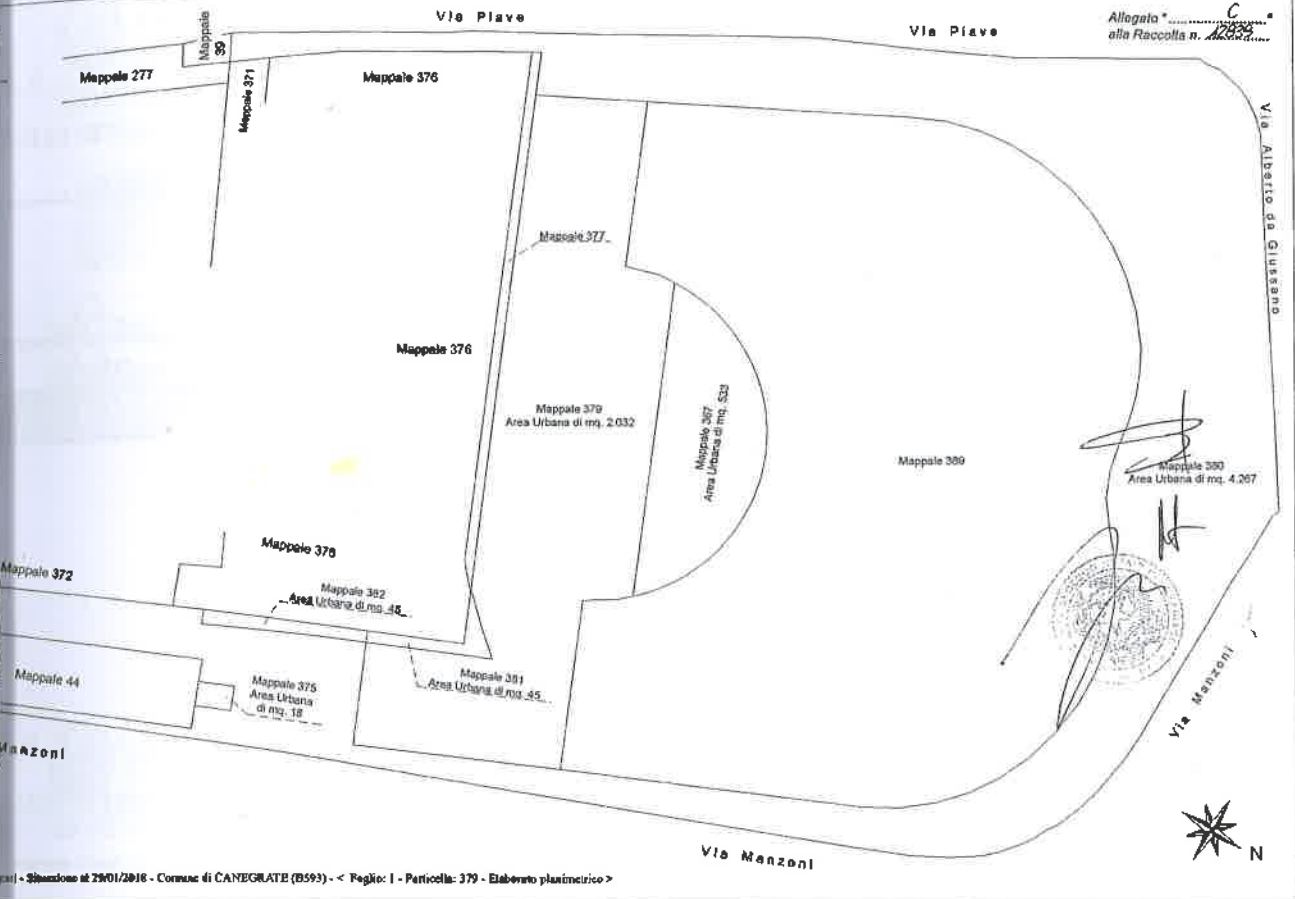 Via Piave
Via Piave
Allegato " C "
alla Raccolta n.
Mappale
39
Mappale 277
Mappale 371
Mappale 376
Via Alberto da Giussano
Mappale 377
Mappale 376
Mappale 379
Area Urbana di mq. 2.032
Mappale 367
Area Urbana di mq. 533
Mappale 389
Mappale 380
Area Urbana di mq. 4.267
Mappale 376
Mappale 372
Mappale 382
Area Urbana di mq. 45
Mappale 44
Mappale 375
Area Urbana
di mq. 18
Mappale 381
Area Urbana di mq. 45
Via Manzoni
Manzoni
Via Manzoni
N
- Situazione al 29/01/2018 - Comune di CANEGRATE (B593) - < Foglio: 1 - Particella: 379 - Elaborato planimetrico >